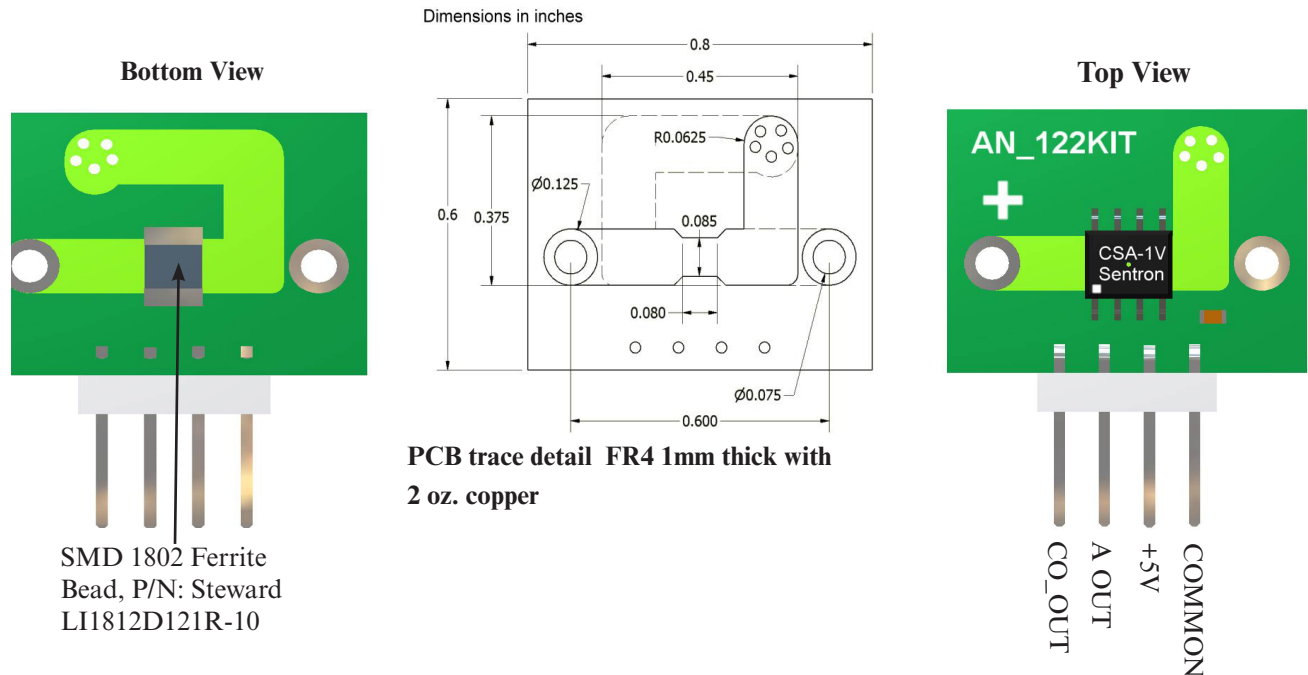 Dimensions in inches
Bottom View
0.8
0.45
R0.0625
Ø0.125
0.6
0.375
0.085
0.080
Ø0.075
0.600
PCB trace detail FR4 1mm thick with
2 oz. copper
SMD 1802 Ferrite
Bead, P/N: Steward
LI1812D121R-10
Top View
AN_122KIT
+
CSA-1V
Sentron
CO_OUT
A OUT
+5V
COMMON